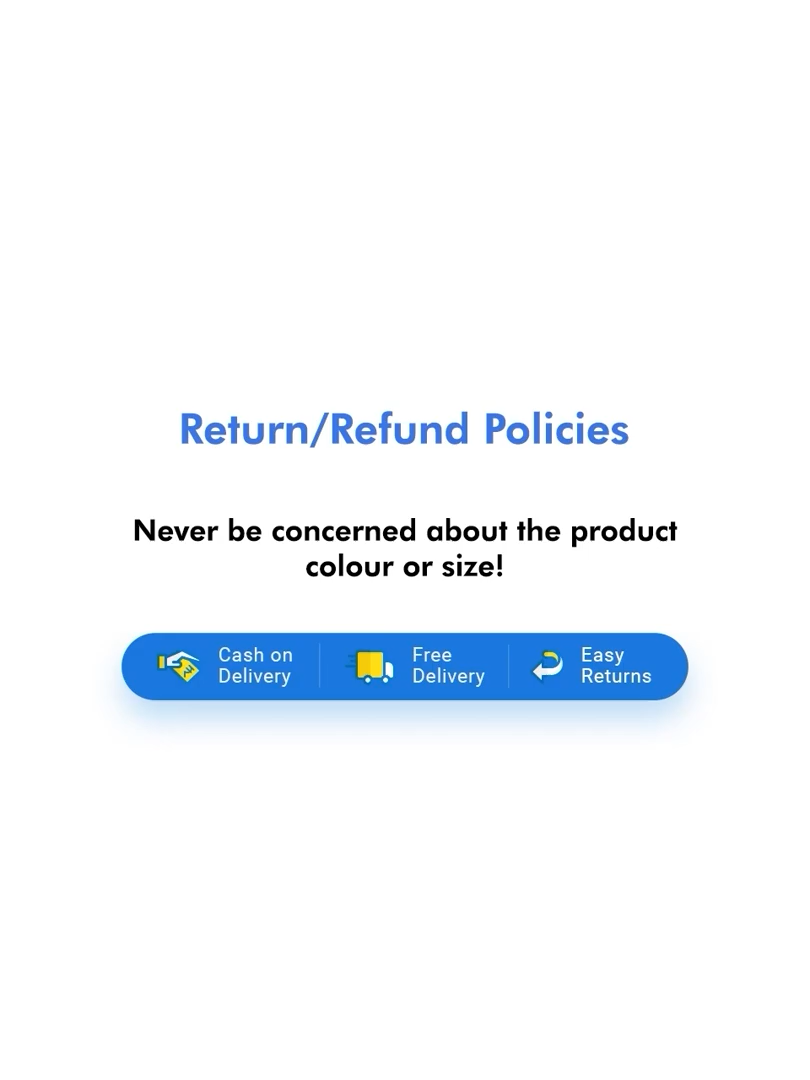 Return/Refund Policies
Never be concerned about the product
colour or size!
Cash on
Delivery
Free
Delivery
Easy
Returns